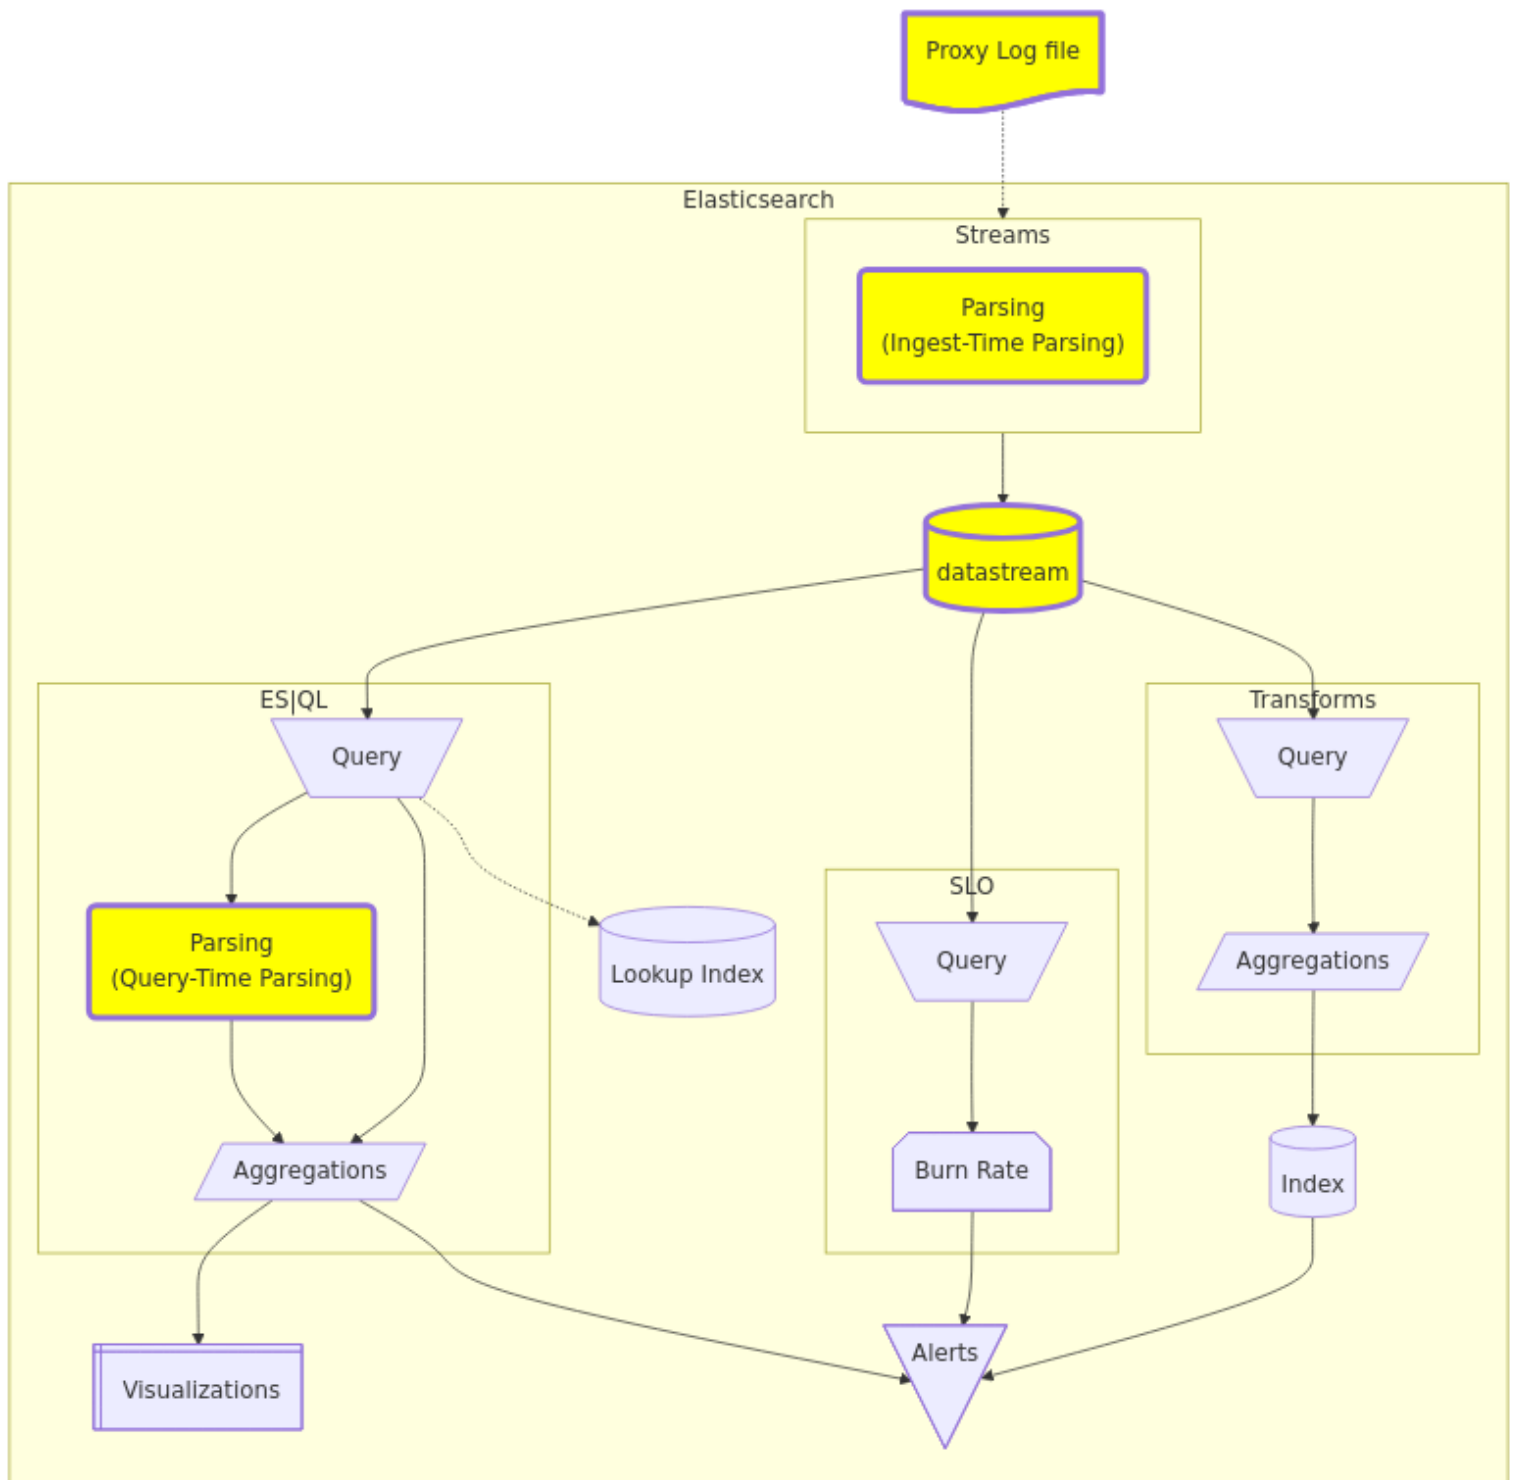 Proxy Log file
Elasticsearch
Streams
Parsing
(Ingest-Time Parsing)
datastream
ES|QL
Query
Parsing
(Query-Time Parsing)
Aggregations
Lookup Index
SLO
Query
Burn Rate
Transforms
Query
Aggregations
Index
Visualizations
Alerts